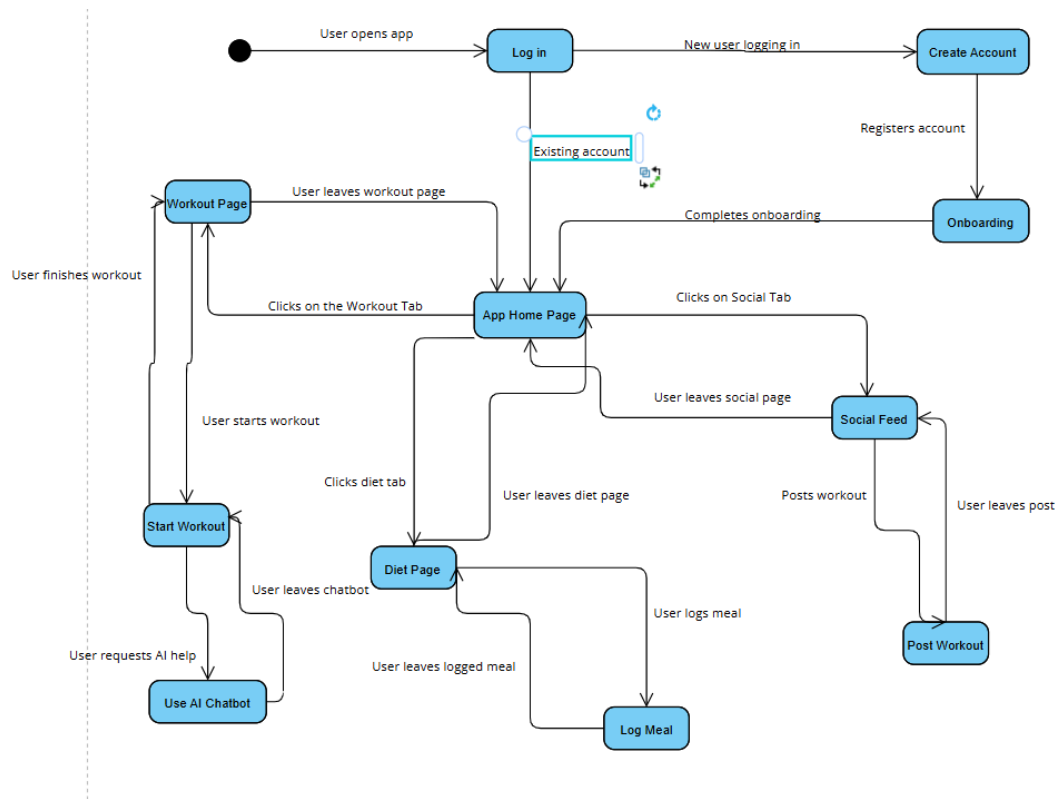 User opens app
Log in
New user logging in
Create Account
Existing account
Registers account
Workout Page
User leaves workout page
Completes onboarding
Onboarding
User finishes workout
Clicks on the Workout Tab
App Home Page
Clicks on Social Tab
User leaves social page
Social Feed
User starts workout
Clicks diet tab
User leaves diet page
Posts workout
User leaves post
Start Workout
Diet Page
User leaves chatbot
User logs meal
Post Workout
User requests AI help
User leaves logged meal
Use AI Chatbot
Log Meal